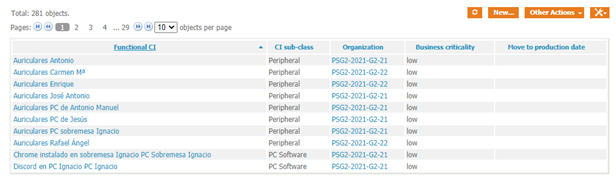 Total: 281 objects.
New... Other Actions
Pages: 1 2 3 4 ... 29 10 objects per page
Functional CI CI sub-class Organization Business criticality Move to production date
Auriculares Antonio Peripheral PSG2-2021-G2-21 low
Auriculares Carmen Mª Peripheral PSG2-2021-G2-22 low
Auriculares Enrique Peripheral PSG2-2021-G2-22 low
Auriculares José Antonio Peripheral PSG2-2021-G2-21 low
Auriculares PC de Antonio Manuel Peripheral PSG2-2021-G2-21 low
Auriculares PC de Jesús Peripheral PSG2-2021-G2-21 low
Auriculares PC sobremesa Ignacio Peripheral PSG2-2021-G2-21 low
Auriculares Rafael Ángel Peripheral PSG2-2021-G2-22 low
Chrome instalado en sobremesa Ignacio PC Sobremesa Ignacio PC Software PSG2-2021-G2-21 low
Discord en PC Ignacio PC Ignacio PC Software PSG2-2021-G2-21 low